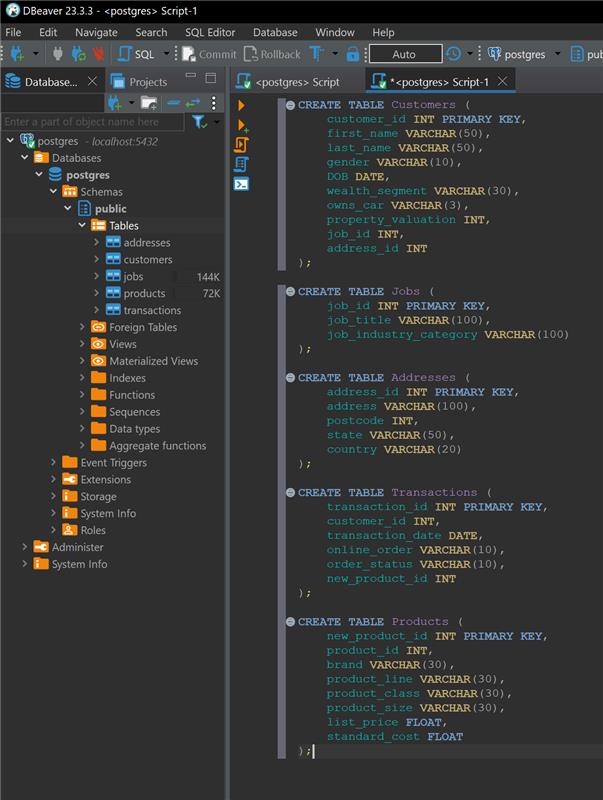 DBeaver 23.3.3 - <postgres> Script-1
File Edit Navigate Search SQL Editor Database Window Help
SQL Commit Rollback Auto postgres pub
Database... Projects
<postgres> Script *<postgres> Script-1
Enter a part of object name here
postgres - localhost:5432
Databases
postgres
Schemas
public
Tables
addresses
customers
jobs 144K
products 72K
transactions
Foreign Tables
Views
Materialized Views
Indexes
Functions
Sequences
Data types
Aggregate functions
Event Triggers
Extensions
Storage
System Info
Roles
Administer
System Info
CREATE TABLE Customers (
customer_id INT PRIMARY KEY,
first_name VARCHAR(50),
last_name VARCHAR(50),
gender VARCHAR(10),
DOB DATE,
wealth_segment VARCHAR(30),
owns_car VARCHAR(3),
property_valuation INT,
job_id INT,
address_id INT
);
CREATE TABLE Jobs (
job_id INT PRIMARY KEY,
job_title VARCHAR(100),
job_industry_category VARCHAR(100)
);
CREATE TABLE Addresses (
address_id INT PRIMARY KEY,
address VARCHAR(100),
postcode INT,
state VARCHAR(50),
country VARCHAR(20)
);
CREATE TABLE Transactions (
transaction_id INT PRIMARY KEY,
customer_id INT,
transaction_date DATE,
online_order VARCHAR(10),
order_status VARCHAR(10),
new_product_id INT
);
CREATE TABLE Products (
new_product_id INT PRIMARY KEY,
product_id INT,
brand VARCHAR(30),
product_line VARCHAR(30),
product_class VARCHAR(30),
product_size VARCHAR(30),
list_price FLOAT,
standard_cost FLOAT
);